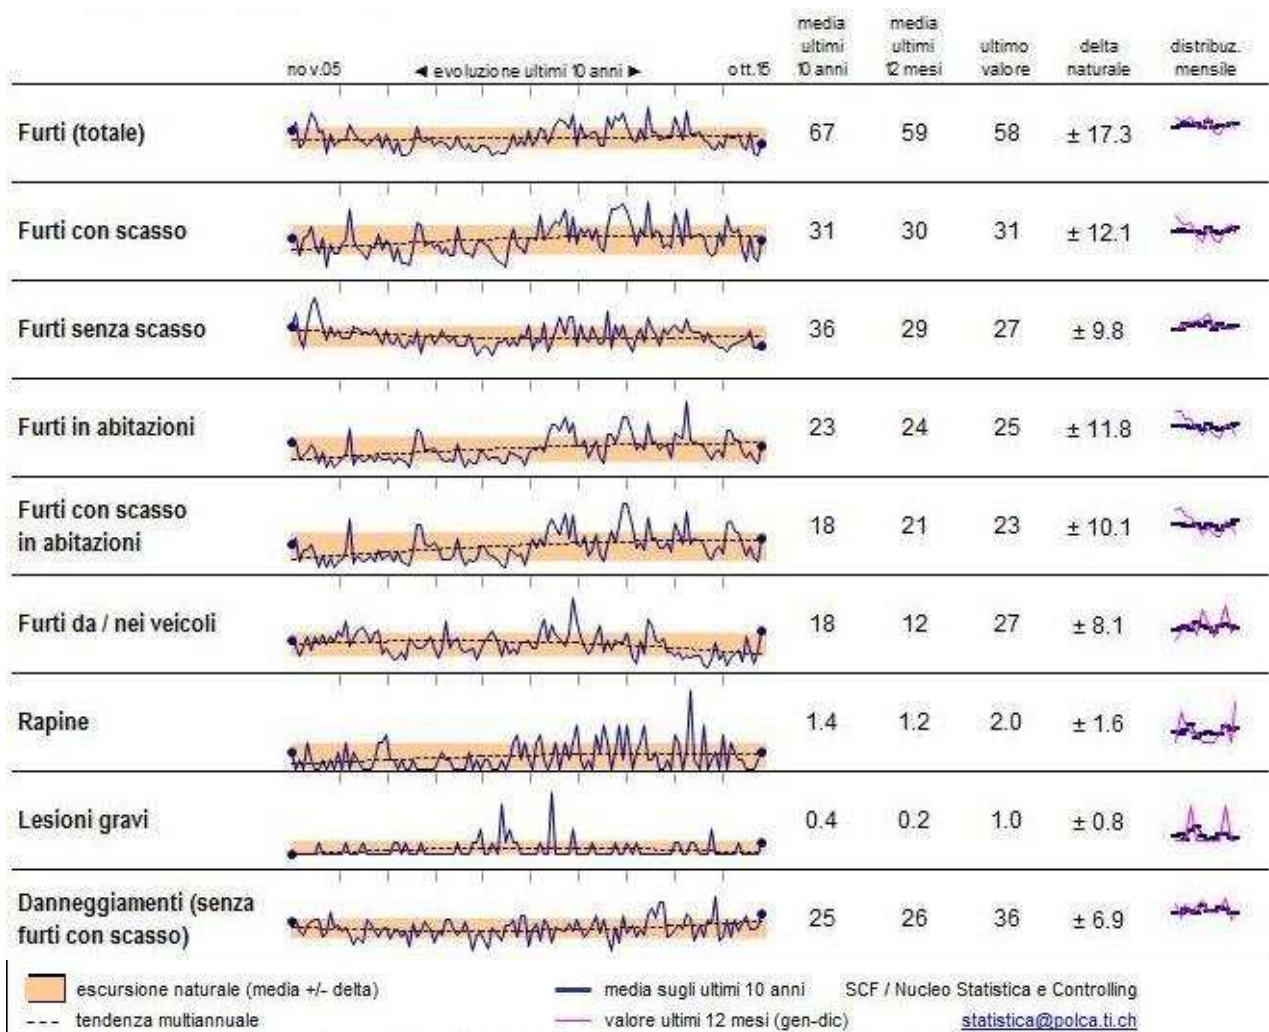 media media
ultimi ultimi ultimo delta distribuz.
nov.05 ◄ evoluzione ultimi 10 anni ► ott.15 10 anni 12 mesi valore naturale mensile
Furti (totale) 67 59 58 ± 17.3
Furti con scasso 31 30 31 ± 12.1
Furti senza scasso 36 29 27 ± 9.8
Furti in abitazioni 23 24 25 ± 11.8
Furti con scasso
in abitazioni 18 21 23 ± 10.1
Furti da / nei veicoli 18 12 27 ± 8.1
Rapine 1.4 1.2 2.0 ± 1.6
Lesioni gravi 0.4 0.2 1.0 ± 0.8
Danneggiamenti (senza
furti con scasso) 25 26 36 ± 6.9
escursione naturale (media +/- delta) media sugli ultimi 10 anni SCF / Nucleo Statistica e Controlling
tendenza multiannuale valore ultimi 12 mesi (gen-dic) statistica@polca.ti.ch